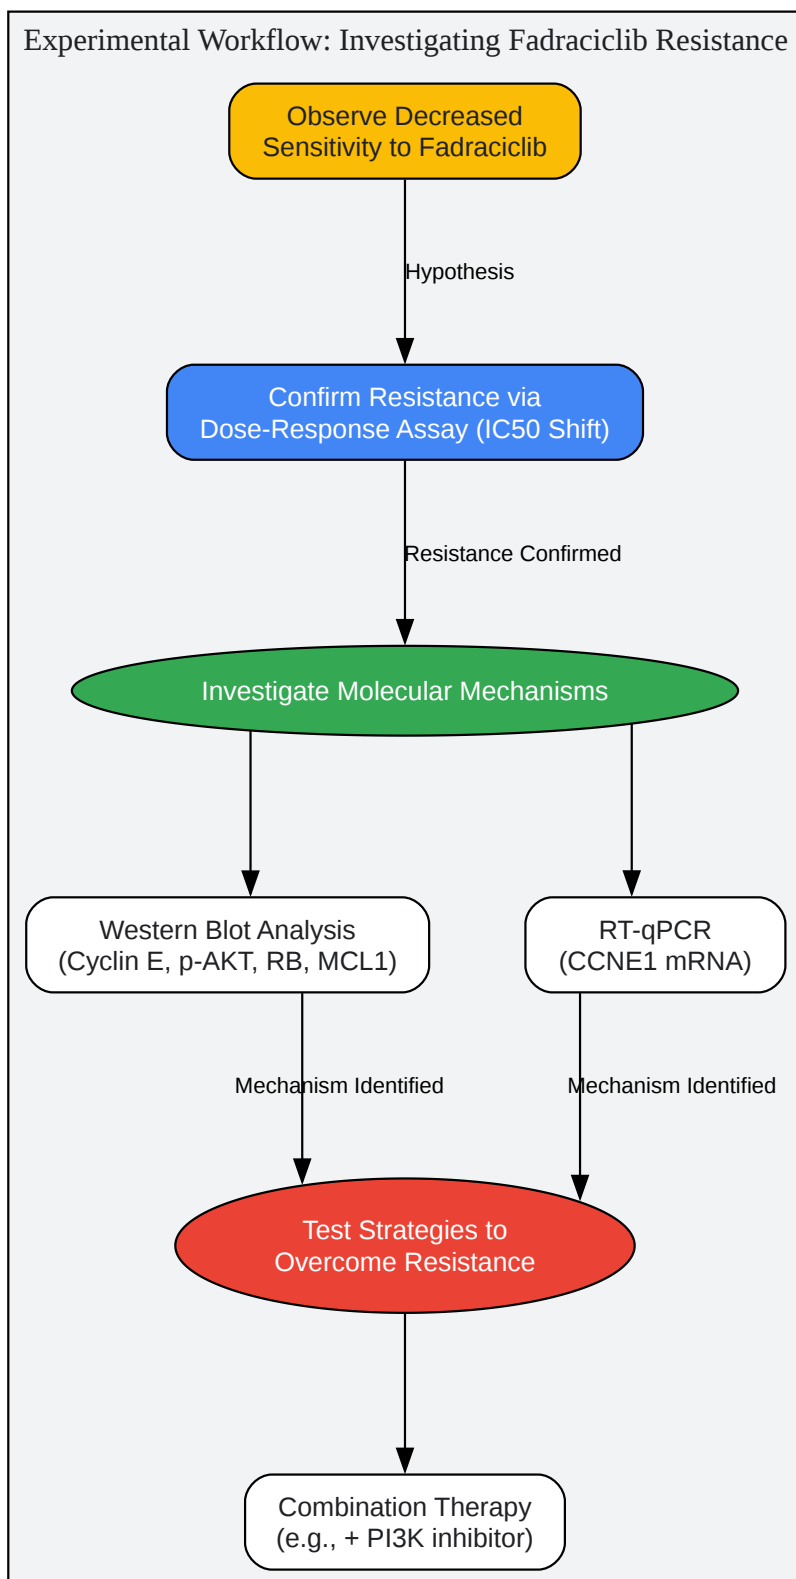 Experimental Workflow: Investigating Fadraciclib Resistance
Observe Decreased
Sensitivity to Fadraciclib
Hypothesis
Confirm Resistance via
Dose-Response Assay (IC50 Shift)
Resistance Confirmed
Investigate Molecular Mechanisms
Western Blot Analysis
(Cyclin E, p-AKT, RB, MCL1)
RT-qPCR
(CCNE1 mRNA)
Mechanism Identified
Mechanism Identified
Test Strategies to
Overcome Resistance
Combination Therapy
(e.g., + PI3K inhibitor)